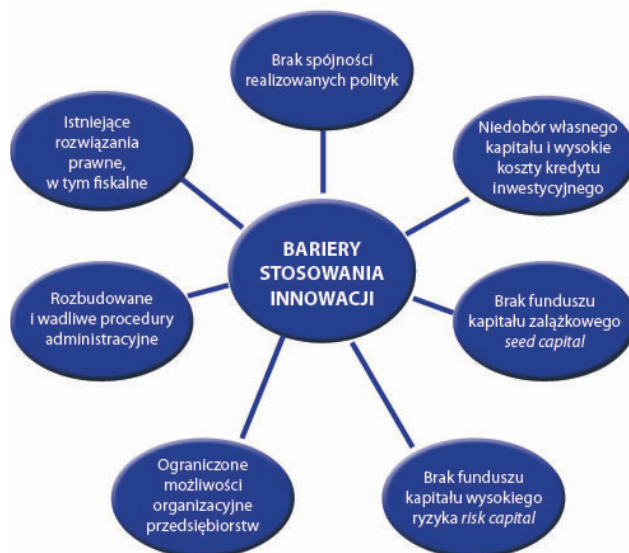 Brak spójności
realizowanych polityk
Istniejące
rozwiązania
prawne,
w tym fiskalne
Niedobór własnego
kapitału i wysokie
koszty kredytu
inwestycyjnego
BARIERY
STOSOWANIA
INNOWACJI
Rozbudowane
i wadliwe procedury
administracyjne
Brak funduszu
kapitału zalążkowego
seed capital
Ograniczone
możliwości
organizacyjne
przedsiębiorstw
Brak funduszu
kapitału wysokiego
ryzyka risk capital